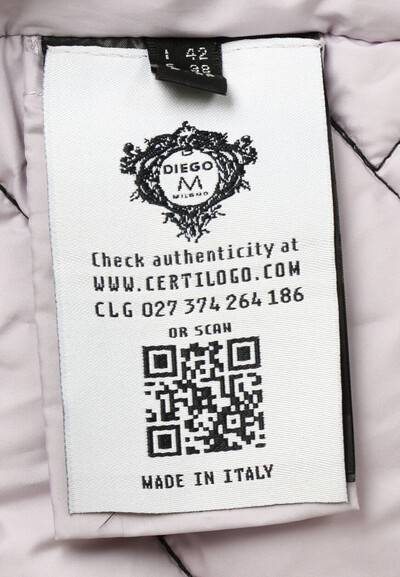 I 42
38
DIEGO
M
MILANO
Check authenticity at
WWW.CERTILOGO.COM
CLG 027 374 264 186
OR SCAN
MADE IN ITALY